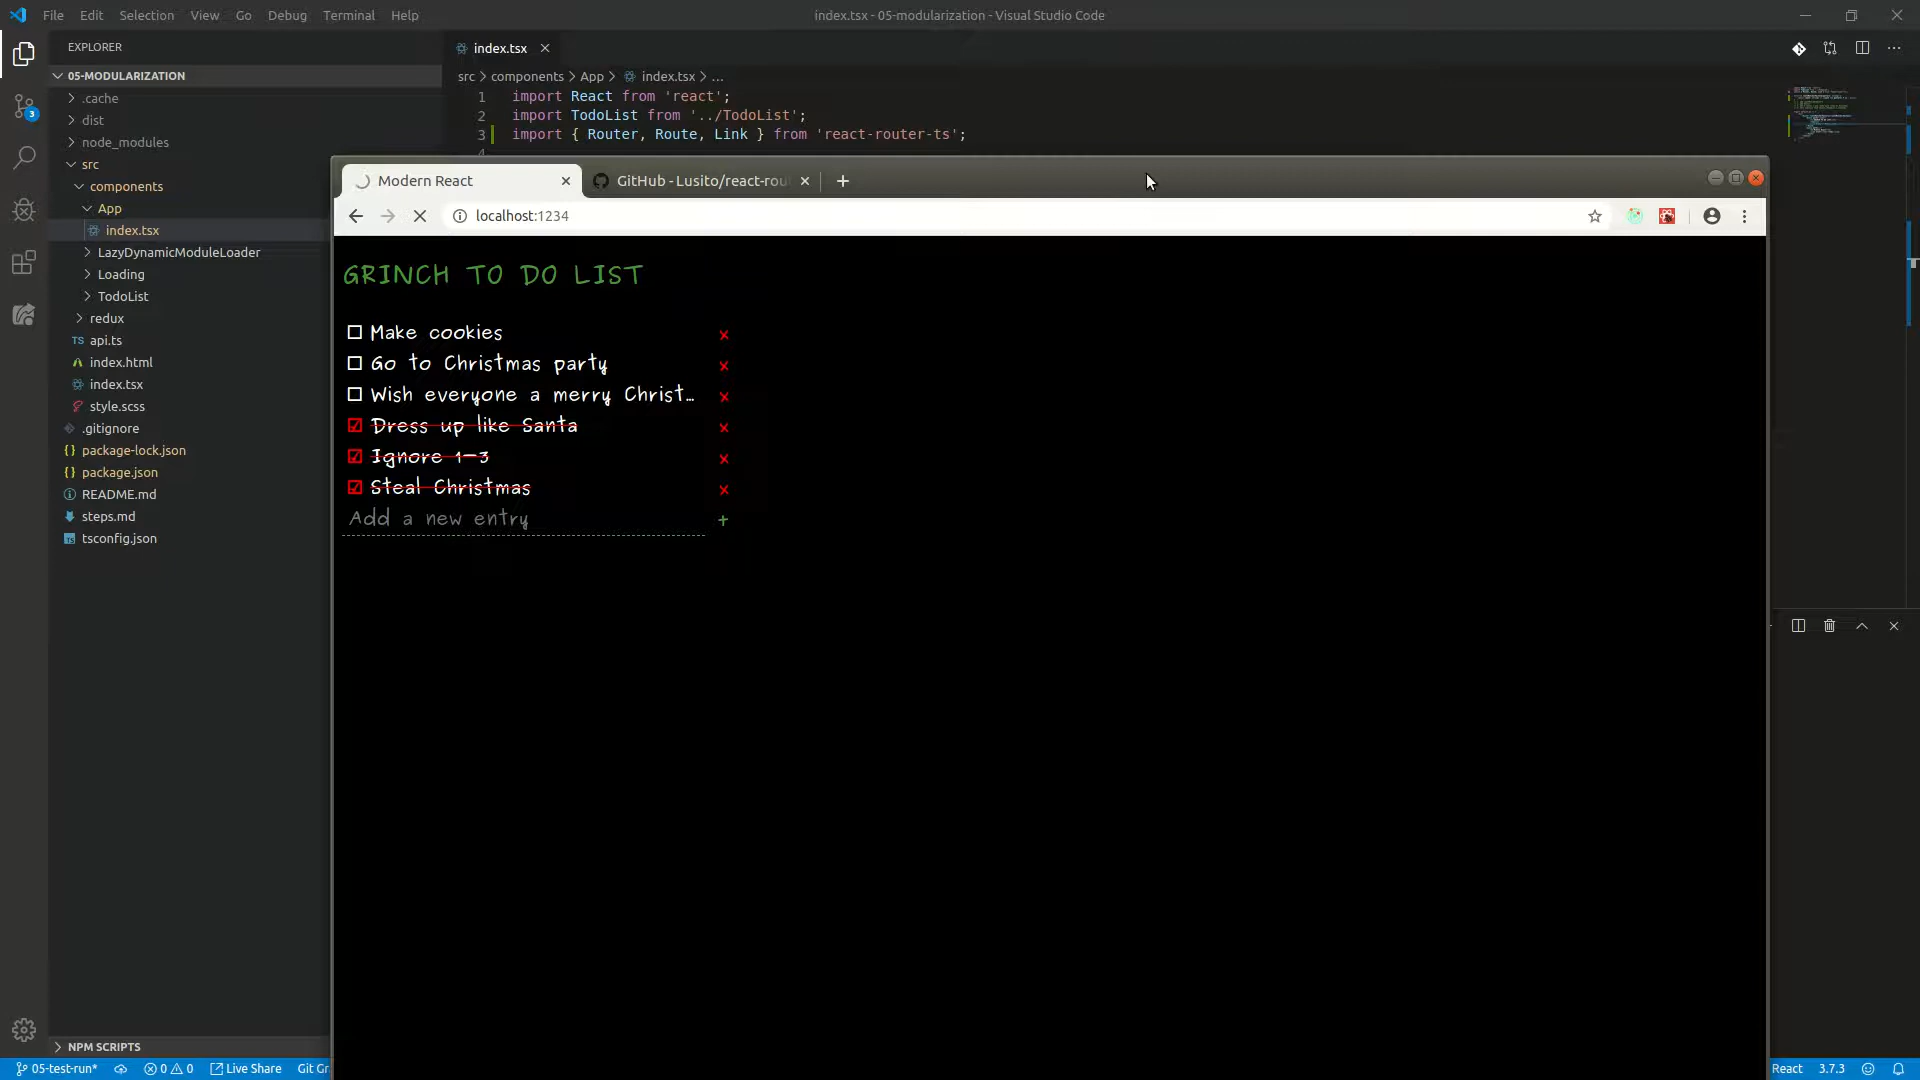 File Edit Selection View Go Debug Terminal Help
index.tsx - 05-modularization - Visual Studio Code
EXPLORER
05-MODULARIZATION
.cache
dist
node_modules
src
components
App
index.tsx
LazyDynamicModuleLoader
Loading
TodoList
redux
TS api.ts
index.html
index.tsx
style.scss
.gitignore
{} package-lock.json
{} package.json
README.md
steps.md
tsconfig.json
NPM SCRIPTS
index.tsx
src > components > App > index.tsx > ...
1 import React from 'react';
2 import TodoList from '../TodoList';
3 import { Router, Route, Link } from 'react-router-ts';
4
Modern React
GitHub - Lusito/react-rou
localhost:1234
GRINCH TO DO LIST
Make cookies x
Go to Christmas party x
Wish everyone a merry Christ... x
Dress up like Santa x
Ignore 1-3 x
Steal Christmas x
Add a new entry +
3
05-test-run* 0 0 Live Share Git Gr
React 3.7.3